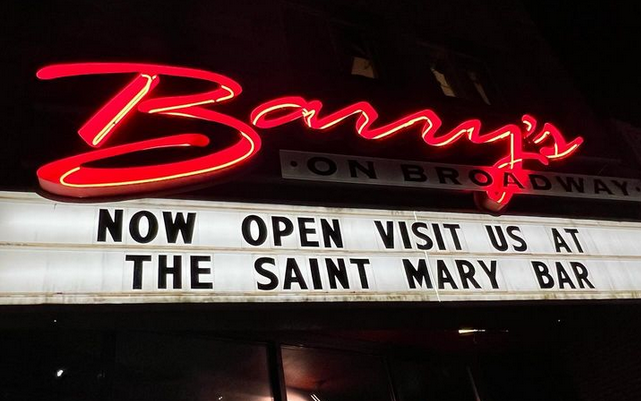 Barry's
·ON BROADWAY
NOW OPEN VISIT US AT
THE SAINT MARY BAR